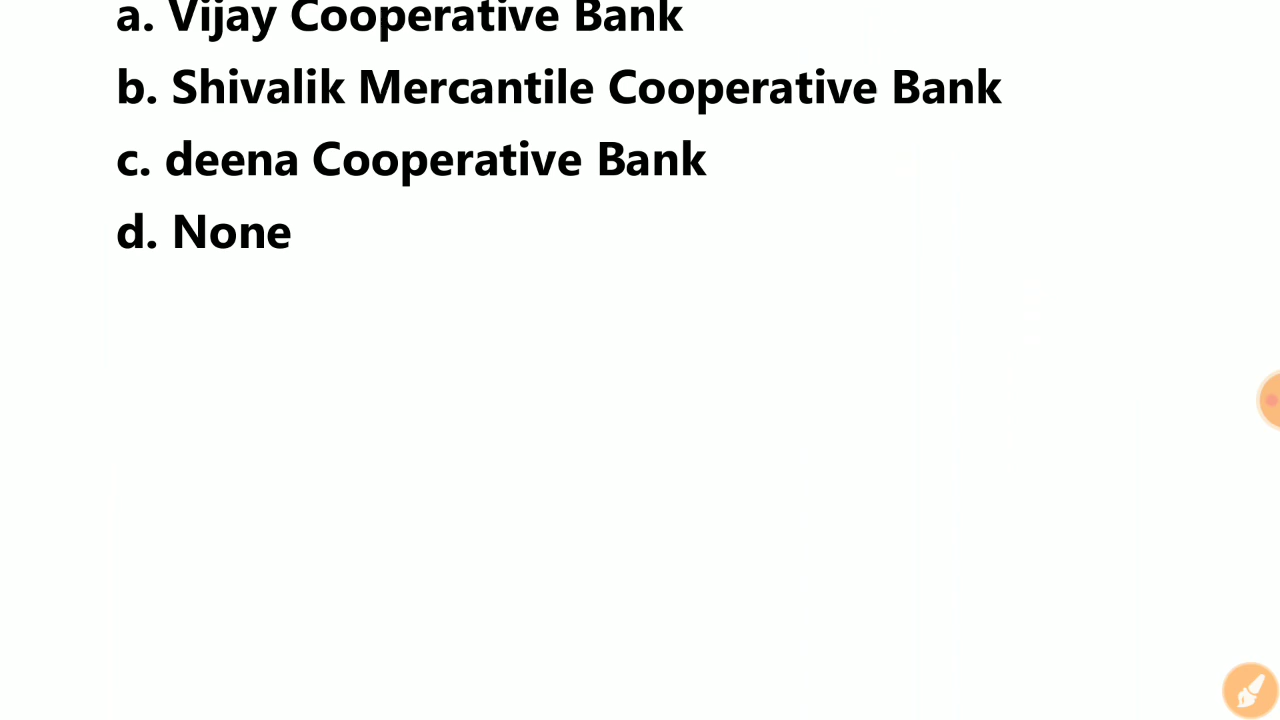 a. Vijay Cooperative Bank
b. Shivalik Mercantile Cooperative Bank
c. deena Cooperative Bank
d. None